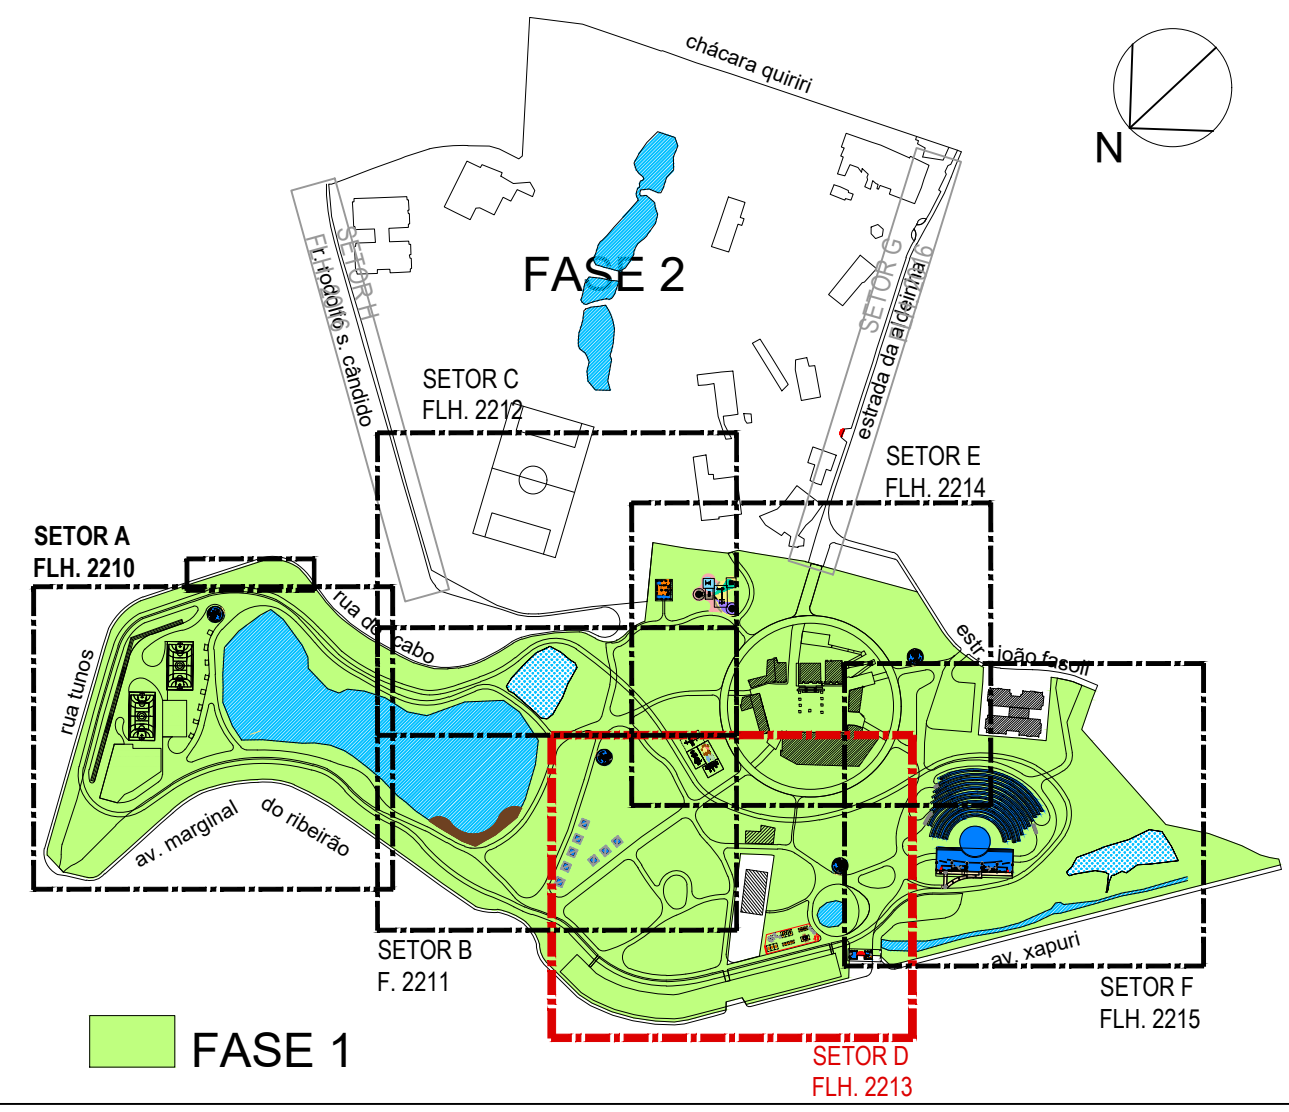 chácara quiriri
N
FASE 2
SETOR H
r. rodolfo s. cândido
SETOR G
estrada da aldeinha
SETOR C
FLH. 2212
SETOR E
FLH. 2214
SETOR A
FLH. 2210
rua do cabo
estr. joão fasoli
rua tunos
av. marginal do ribeirão
SETOR B
F. 2211
av. xapuri
SETOR F
FLH. 2215
FASE 1
SETOR D
FLH. 2213